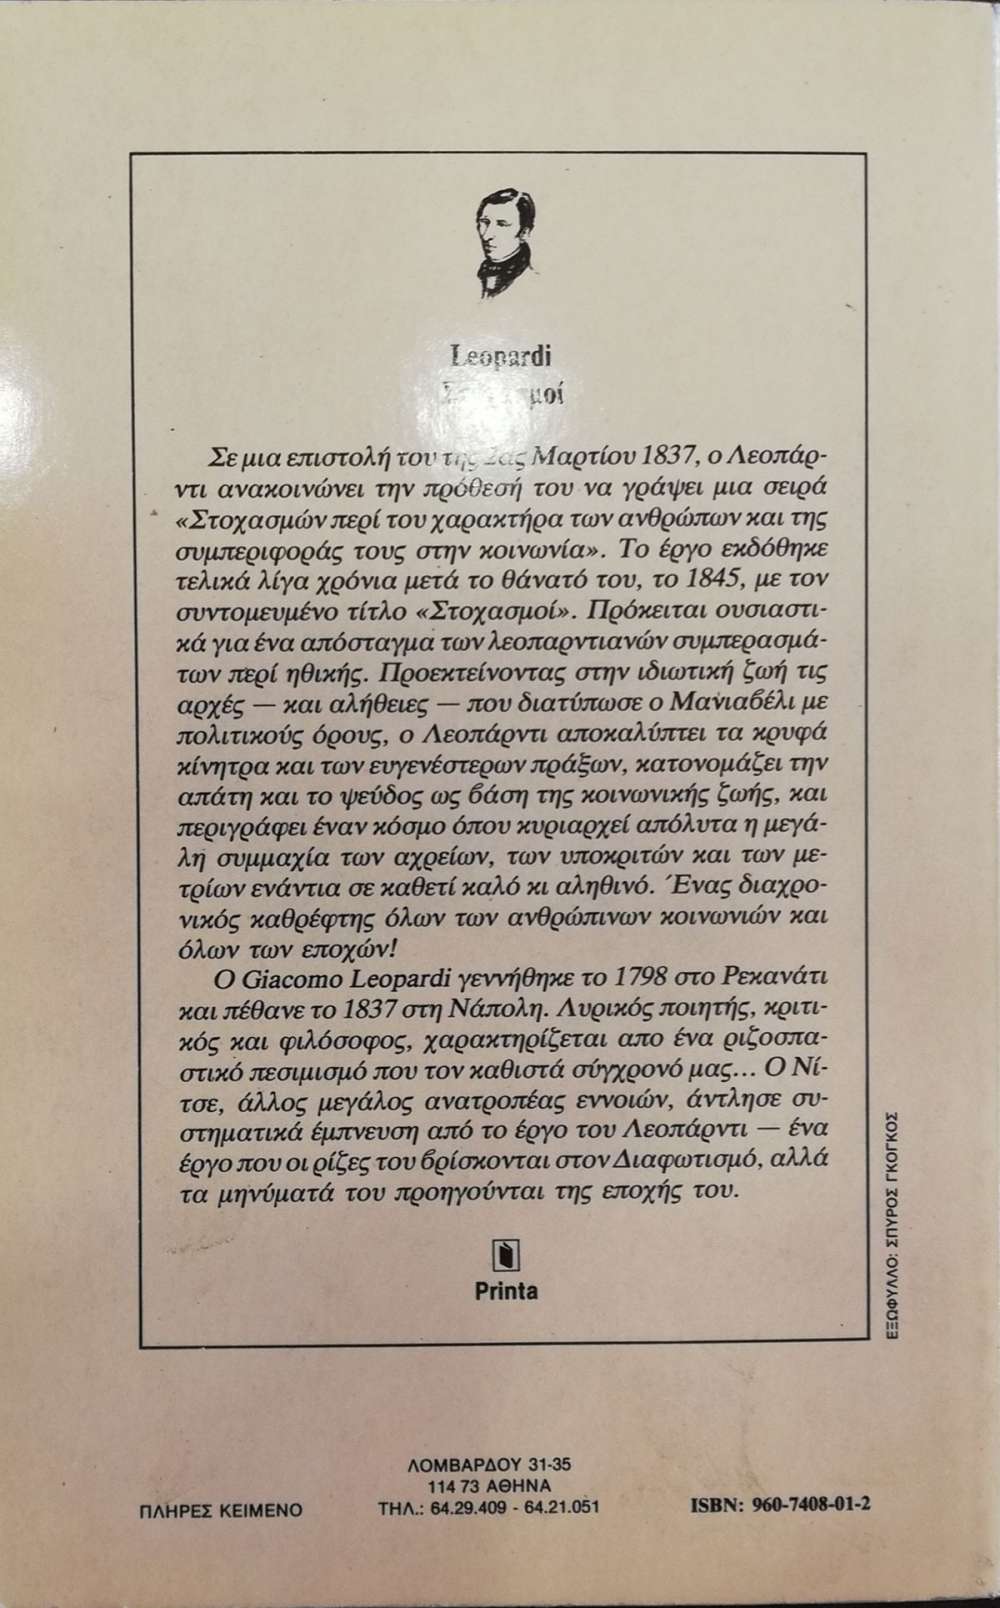 Leopardi
Σε μια επιστολή του της 2ας Μαρτίου 1837, ο Λεοπάρ-
ντι ανακοινώνει την πρόθεσή του να γράψει μια σειρά
«Στοχασμών περί του χαρακτήρα των ανθρώπων και της
συμπεριφοράς τους στην κοινωνία». Το έργο εκδόθηκε
τελικά λίγα χρόνια μετά το θάνατό του, το 1845, με τον
συντομευμένο τίτλο «Στοχασμοί». Πρόκειται ουσιαστι-
κά για ένα απόσταγμα των λεοπαρντιανών συμπερασμά-
των περί ηθικής. Προεκτείνοντας στην ιδιωτική ζωή τις
αρχές — και αλήθειες — που διατύπωσε ο Μανιαβέλι με
πολιτικούς όρους, ο Λεοπάρντι αποκαλύπτει τα κρυφά
κίνητρα και των ευγενέστερων πράξων, κατονομάζει την
απάτη και το ψεύδος ως βάση της κοινωνικής ζωής, και
περιγράφει έναν κόσμο όπου κυριαρχεί απόλυτα η μεγά-
λη συμμαχία των αχρείων, των υποκριτών και των με-
τρίων ενάντια σε καθετί καλό κι αληθινό. Ένας διαχρο-
νικός καθρέφτης όλων των ανθρώπινων κοινωνιών και
όλων των εποχών!
Ο Giacomo Leopardi γεννήθηκε το 1798 στο Ρεκανάτι
και πέθανε το 1837 στη Νάπολη. Λυρικός ποιητής, κριτι-
κός και φιλόσοφος, χαρακτηρίζεται απο ένα ριζοσπα-
στικό πεσιμισμό που τον καθιστά σύγχρονό μας... Ο Νί-
τσε, άλλος μεγάλος ανατροπέας εννοιών, άντλησε συ-
στηματικά έμπνευση από το έργο του Λεοπάρντι — ένα
έργο που οι ρίζες του βρίσκονται στον Διαφωτισμό, αλλά
τα μηνύματά του προηγούνται της εποχής του.
Printa
ΕΞΩΦΥΛΛΟ: ΣΠΥΡΟΣ ΓΚΟΓΚΟΣ
ΛΟΜΒΑΡΔΟΥ 31-35
114 73 ΑΘΗΝΑ
ΠΛΗΡΕΣ ΚΕΙΜΕΝΟ ΤΗΛ.: 64.29.409 - 64.21.051 ISBN: 960-7408-01-2